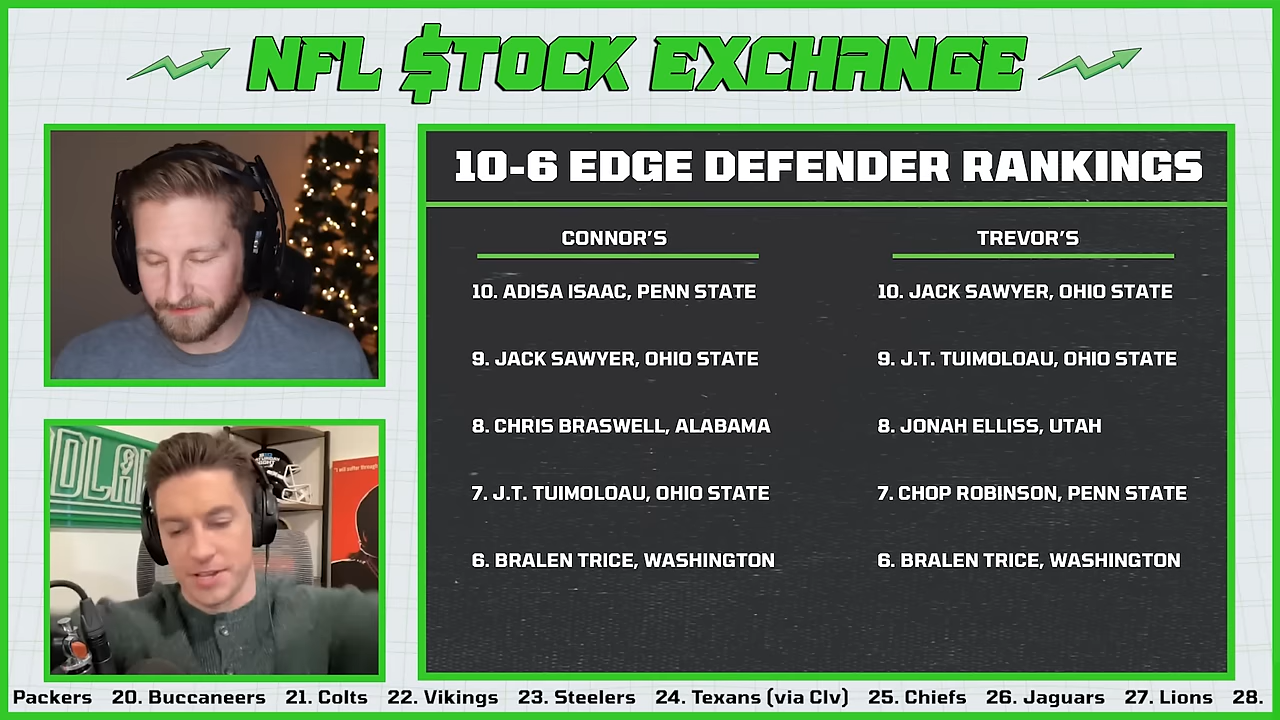 NFL $TOCK EXCHANGE
10-6 EDGE DEFENDER RANKINGS
CONNOR'S
10. ADISA ISAAC, PENN STATE
9. JACK SAWYER, OHIO STATE
8. CHRIS BRASWELL, ALABAMA
7. J.T. TUIMOLOAU, OHIO STATE
6. BRALEN TRICE, WASHINGTON
TREVOR'S
10. JACK SAWYER, OHIO STATE
9. J.T. TUIMOLOAU, OHIO STATE
8. JONAH ELLISS, UTAH
7. CHOP ROBINSON, PENN STATE
6. BRALEN TRICE, WASHINGTON
Packers 20. Buccaneers 21. Colts 22. Vikings 23. Steelers 24. Texans (via Clv) 25. Chiefs 26. Jaguars 27. Lions 28.